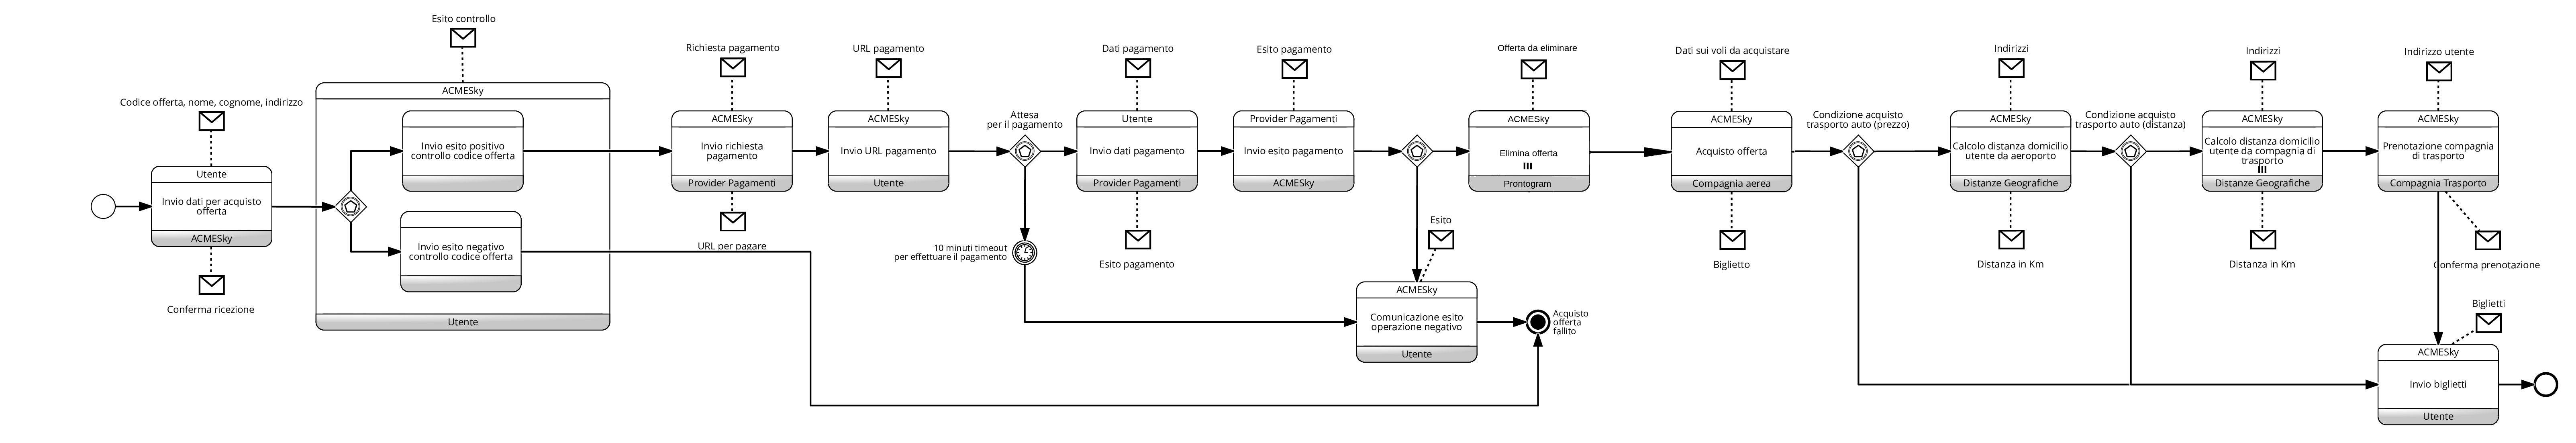 Codice offerta, nome, cognome, indirizzo
Utente
Invio dati per acquisto
offerta
ACMESky
Conferma ricezione
Esito controllo
ACMESky
Invio esito positivo
controllo codice offerta
Invio esito negativo
controllo codice offerta
Utente
Richiesta pagamento
ACMESky
Invio richiesta
pagamento
Provider Pagamenti
URL per pagare
URL pagamento
ACMESky
Invio URL pagamento
Utente
Attesa
per il pagamento
10 minuti timeout
per effettuare il pagamento
Dati pagamento
Utente
Invio dati pagamento
Provider Pagamenti
Esito pagamento
Esito pagamento
Provider Pagamenti
Invio esito pagamento
ACMESky
Esito
ACMESky
Comunicazione esito
operazione negativo
Utente
Acquisto
offerta
fallito
Offerta da eliminare
ACMESky
Elimina offerta
Prontogram
Dati sui voli da acquistare
ACMESky
Acquisto offerta
Compagnia aerea
Biglietto
Condizione acquisto
trasporto auto (prezzo)
Indirizzi
ACMESky
Calcolo distanza domicilio
utente da aeroporto
Distanze Geografiche
Distanza in Km
Condizione acquisto
trasporto auto (distanza)
Indirizzi
ACMESky
Calcolo distanza domicilio
utente da compagnia di
trasporto
Distanze Geografiche
Distanza in Km
Indirizzo utente
ACMESky
Prenotazione compagnia
di trasporto
Compagnia Trasporto
Conferma prenotazione
Biglietti
ACMESky
Invio biglietti
Utente